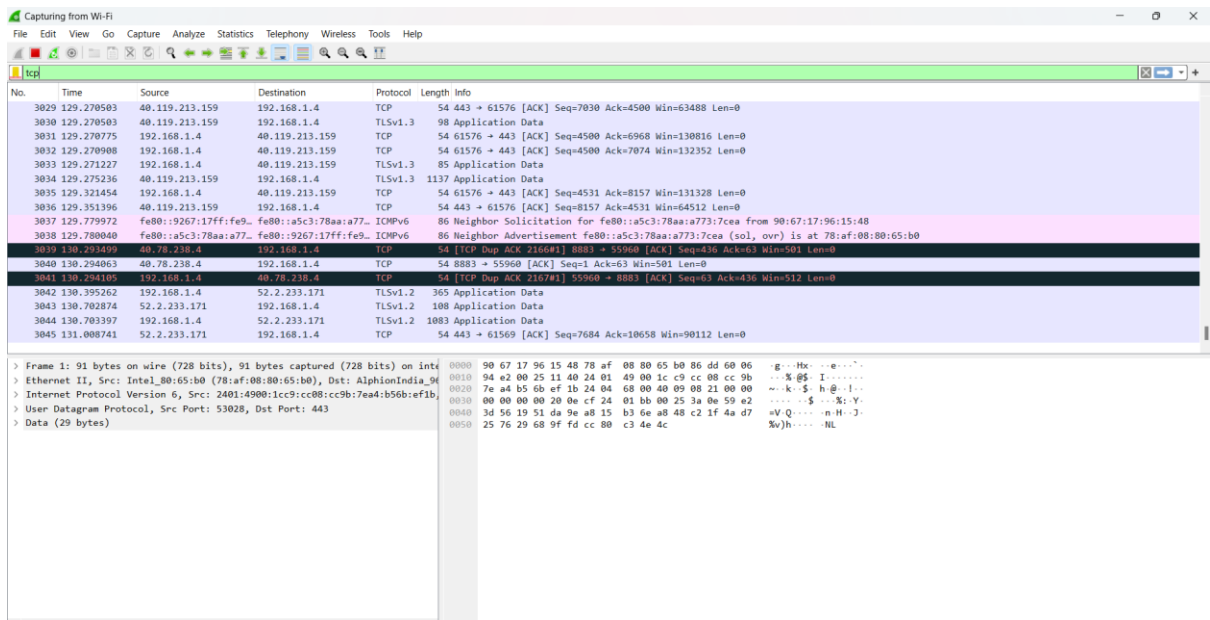 Capturing from Wi-Fi
File Edit View Go Capture Analyze Statistics Telephony Wireless Tools Help
tcp
No. Time Source Destination Protocol Length Info
3029 129.270503 40.119.213.159 192.168.1.4 TCP 54 443 → 61576 [ACK] Seq=7030 Ack=4500 Win=63488 Len=0
3030 129.270503 40.119.213.159 192.168.1.4 TLSv1.3 98 Application Data
3031 129.270775 192.168.1.4 40.119.213.159 TCP 54 61576 → 443 [ACK] Seq=4500 Ack=6968 Win=130816 Len=0
3032 129.270908 192.168.1.4 40.119.213.159 TCP 54 61576 → 443 [ACK] Seq=4500 Ack=7074 Win=132352 Len=0
3033 129.271227 192.168.1.4 40.119.213.159 TLSv1.3 85 Application Data
3034 129.275236 40.119.213.159 192.168.1.4 TLSv1.3 1137 Application Data
3035 129.321454 192.168.1.4 40.119.213.159 TCP 54 61576 → 443 [ACK] Seq=4531 Ack=8157 Win=131328 Len=0
3036 129.351396 40.119.213.159 192.168.1.4 TCP 54 443 → 61576 [ACK] Seq=8157 Ack=4531 Win=64512 Len=0
3037 129.779972 fe80::9267:17ff:fe9… fe80::a5c3:78aa:a77… ICMPv6 86 Neighbor Solicitation for fe80::a5c3:78aa:a773:7cea from 90:67:17:96:15:48
3038 129.780040 fe80::a5c3:78aa:a77… fe80::9267:17ff:fe9… ICMPv6 86 Neighbor Advertisement fe80::a5c3:78aa:a773:7cea (sol, ovr) is at 78:af:08:80:65:b0
3039 130.293499 40.78.238.4 192.168.1.4 TCP 54 [TCP Dup ACK 2166#1] 8883 → 55960 [ACK] Seq=436 Ack=63 Win=501 Len=0
3040 130.294063 40.78.238.4 192.168.1.4 TCP 54 8883 → 55960 [ACK] Seq=1 Ack=63 Win=501 Len=0
3041 130.294105 192.168.1.4 40.78.238.4 TCP 54 [TCP Dup ACK 2167#1] 55960 → 8883 [ACK] Seq=63 Ack=436 Win=512 Len=0
3042 130.395262 192.168.1.4 52.2.233.171 TLSv1.2 365 Application Data
3043 130.702874 52.2.233.171 192.168.1.4 TLSv1.2 108 Application Data
3044 130.703397 192.168.1.4 52.2.233.171 TLSv1.2 1083 Application Data
3045 131.008741 52.2.233.171 192.168.1.4 TCP 54 443 → 61569 [ACK] Seq=7684 Ack=10658 Win=90112 Len=0
> Frame 1: 91 bytes on wire (728 bits), 91 bytes captured (728 bits) on inte
> Ethernet II, Src: Intel_80:65:b0 (78:af:08:80:65:b0), Dst: AlphionIndia_96
> Internet Protocol Version 6, Src: 2401:4900:1cc9:cc08:cc9b:7ea4:b56b:ef1b,
> User Datagram Protocol, Src Port: 53028, Dst Port: 443
> Data (29 bytes)
0000 90 67 17 96 15 48 78 af 08 80 65 b0 86 dd 60 06 ·g···Hx· ··e···`·
0010 94 e2 00 25 11 40 24 01 49 00 1c c9 cc 08 cc 9b ···%·@$· I·······
0020 7e a4 b5 6b ef 1b 24 04 68 00 40 09 08 21 00 00 ~··k··$· h·@··!··
0030 00 00 00 00 20 0e cf 24 01 bb 00 25 3a 0e 59 e2 ···· ··$ ···%:·Y·
0040 3d 56 19 51 da 9e a8 15 b3 6e a8 48 c2 1f 4a d7 =V·Q···· ·n·H··J·
0050 25 76 29 68 9f fd cc 80 c3 4e 4c %v)h···· ·NL